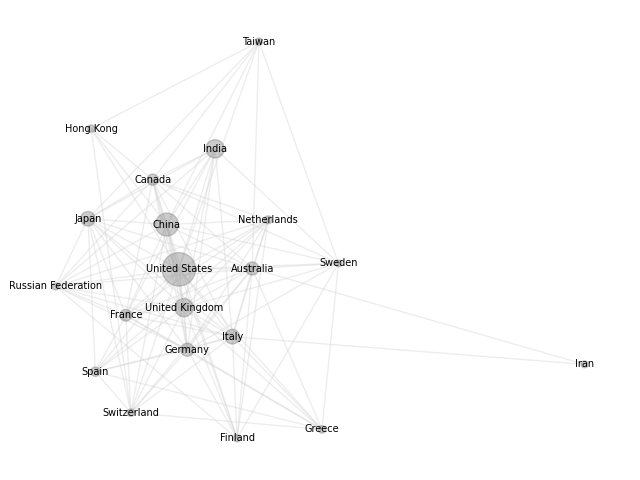 Taiwan
Hong Kong
India
Canada
Japan
Netherlands
China
Sweden
United States
Australia
Russian Federation
United Kingdom
France
Italy
Germany
Iran
Spain
Switzerland
Greece
Finland